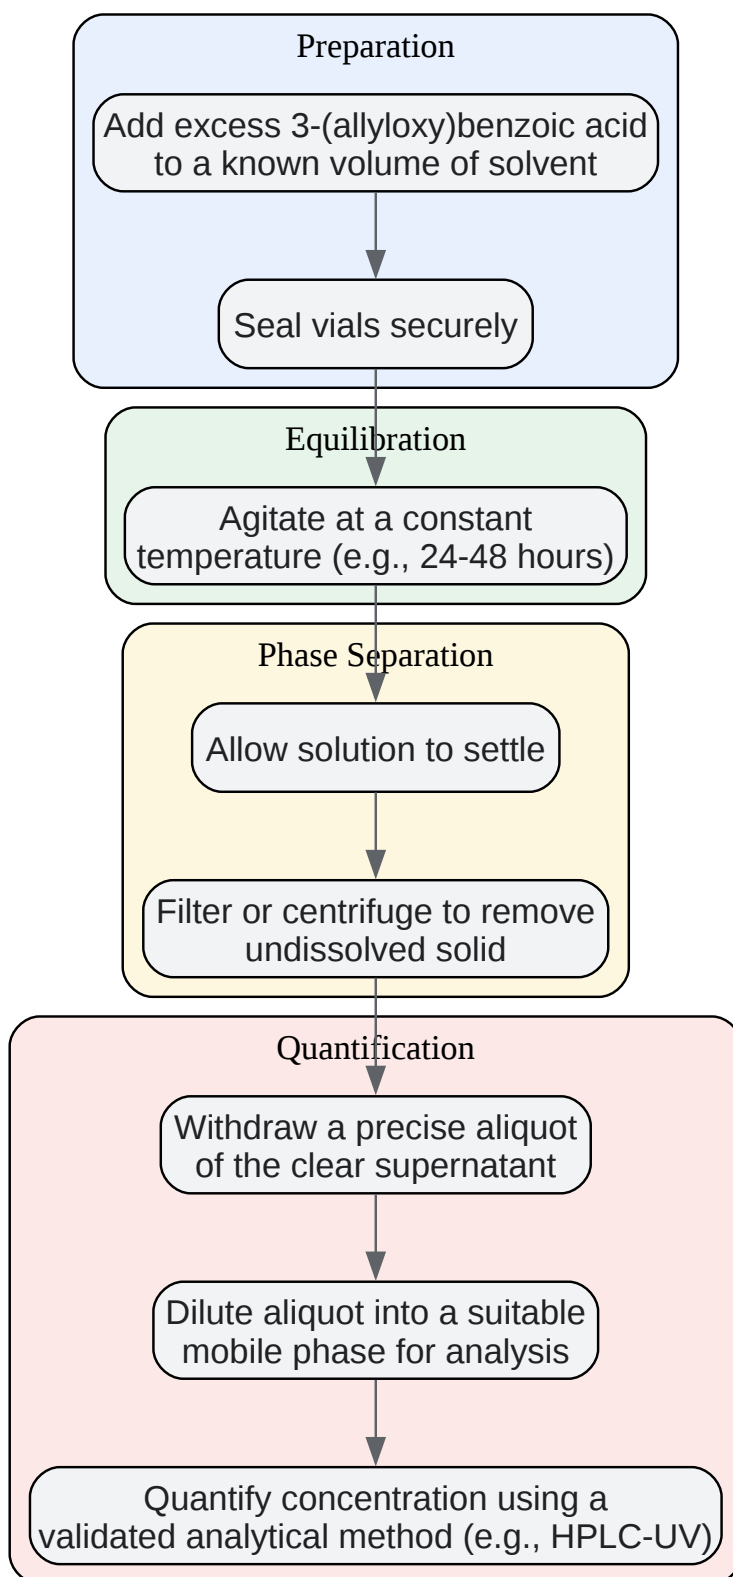 Preparation
Add excess 3-(allyloxy)benzoic acid
to a known volume of solvent
Seal vials securely
Equilibration
Agitate at a constant
temperature (e.g., 24-48 hours)
Phase Separation
Allow solution to settle
Filter or centrifuge to remove
undissolved solid
Quantification
Withdraw a precise aliquot
of the clear supernatant
Dilute aliquot into a suitable
mobile phase for analysis
Quantify concentration using a
validated analytical method (e.g., HPLC-UV)